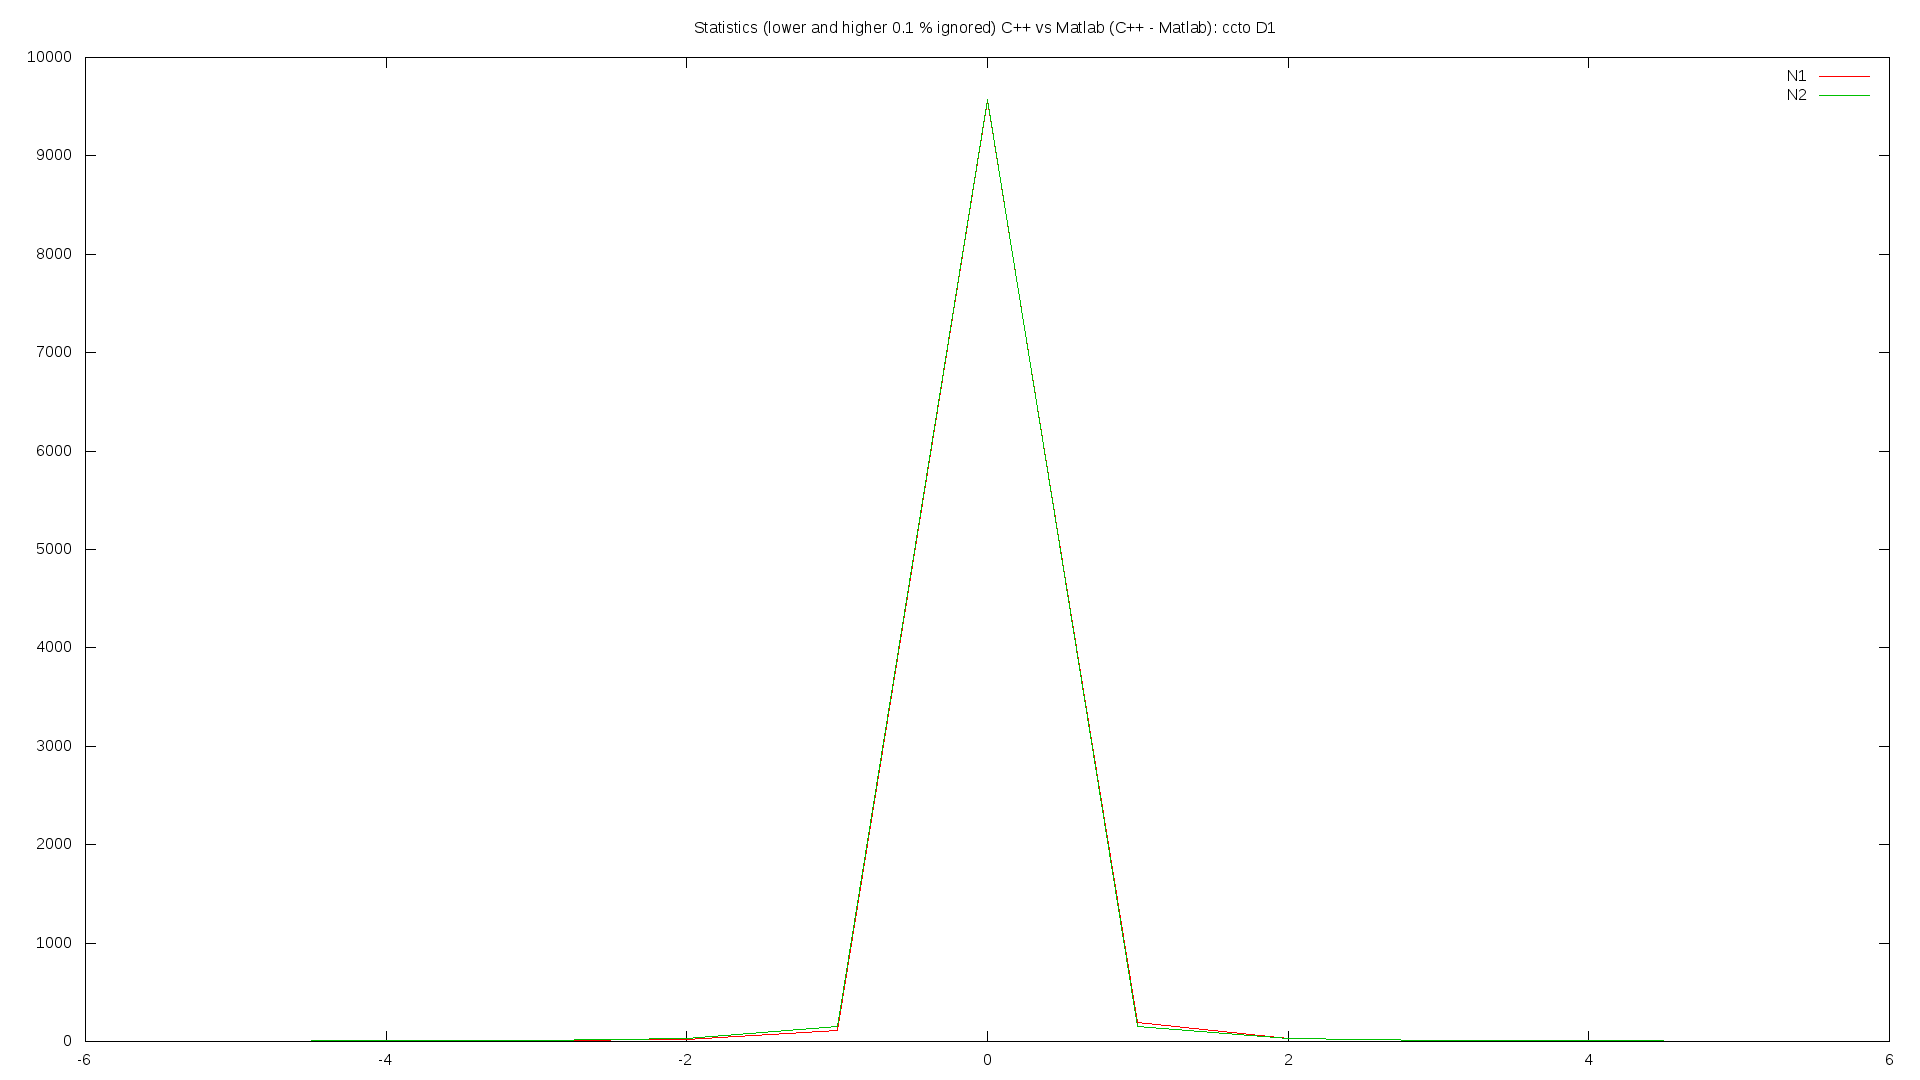 Statistics (lower and higher 0.1 % ignored) C++ vs Matlab (C++ - Matlab): ccto D1
10000
N1
N2
9000
8000
7000
6000
5000
4000
3000
2000
1000
0
-6 -4 -2 0 2 4 6